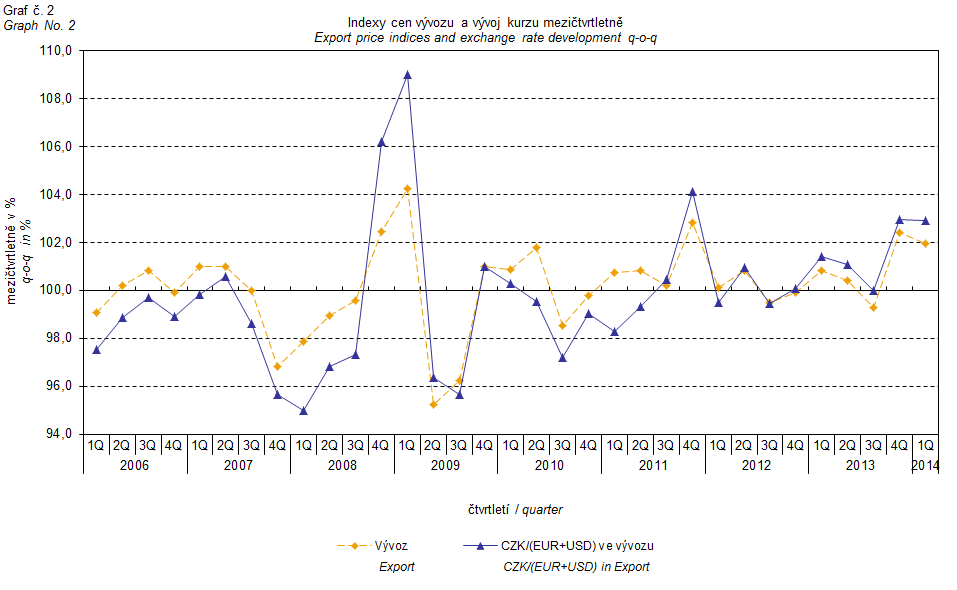 Graf č. 2
Graph No. 2
Indexy cen vývozu a vývoj kurzu mezičtvrtletně
Export price indices and exchange rate development q-o-q
110,0
108,0
106,0
104,0
102,0
100,0
98,0
96,0
94,0
mezičtvrtletně v %
q-o-q in %
1Q 2Q 3Q 4Q 1Q 2Q 3Q 4Q 1Q 2Q 3Q 4Q 1Q 2Q 3Q 4Q 1Q 2Q 3Q 4Q 1Q 2Q 3Q 4Q 1Q 2Q 3Q 4Q 1Q 2Q 3Q 4Q 1Q
2006 2007 2008 2009 2010 2011 2012 2013 2014
čtvrtletí / quarter
Vývoz CZK/(EUR+USD) ve vývozu
Export CZK/(EUR+USD) in Export